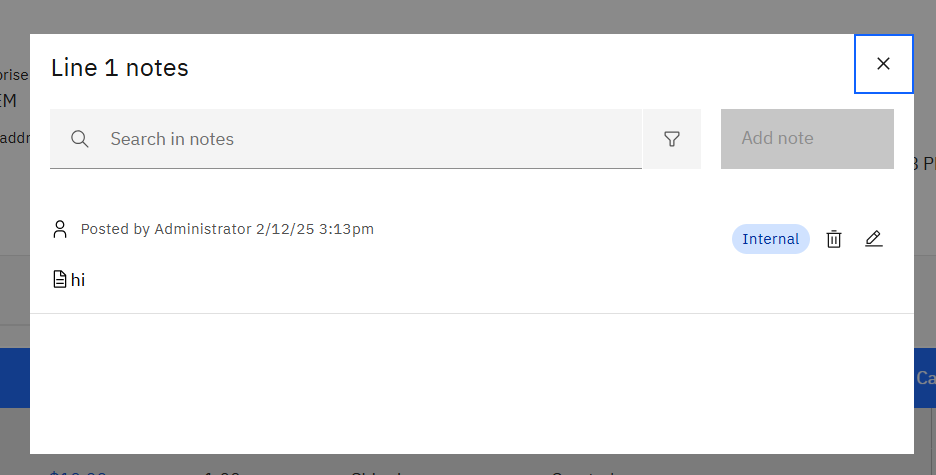 Line 1 notes
Search in notes
Add note
Posted by Administrator 2/12/25 3:13pm
Internal
hi